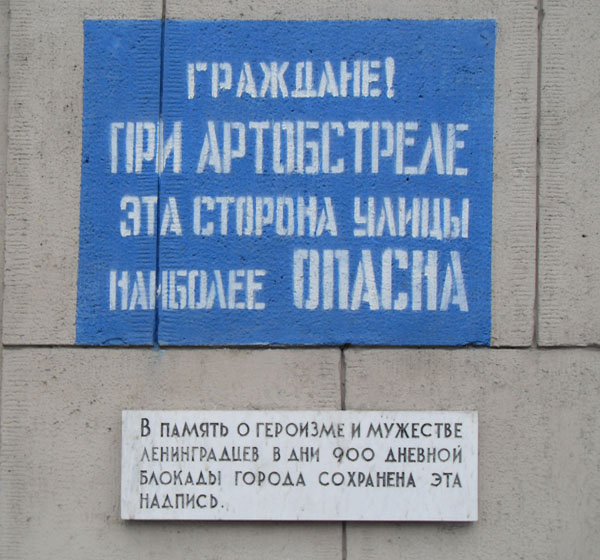 ГРАЖДАНЕ!
ПРИ АРТОБСТРЕЛЕ
ЭТА СТОРОНА УЛИЦЫ
НАИБОЛЕЕ ОПАСНА
В ПАМЯТЬ О ГЕРОИЗМЕ И МУЖЕСТВЕ
ЛЕНИНГРАДЦЕВ В ДНИ 900 ДНЕВНОЙ
БЛОКАДЫ ГОРОДА СОХРАНЕНА ЭТА
НАДПИСЬ.